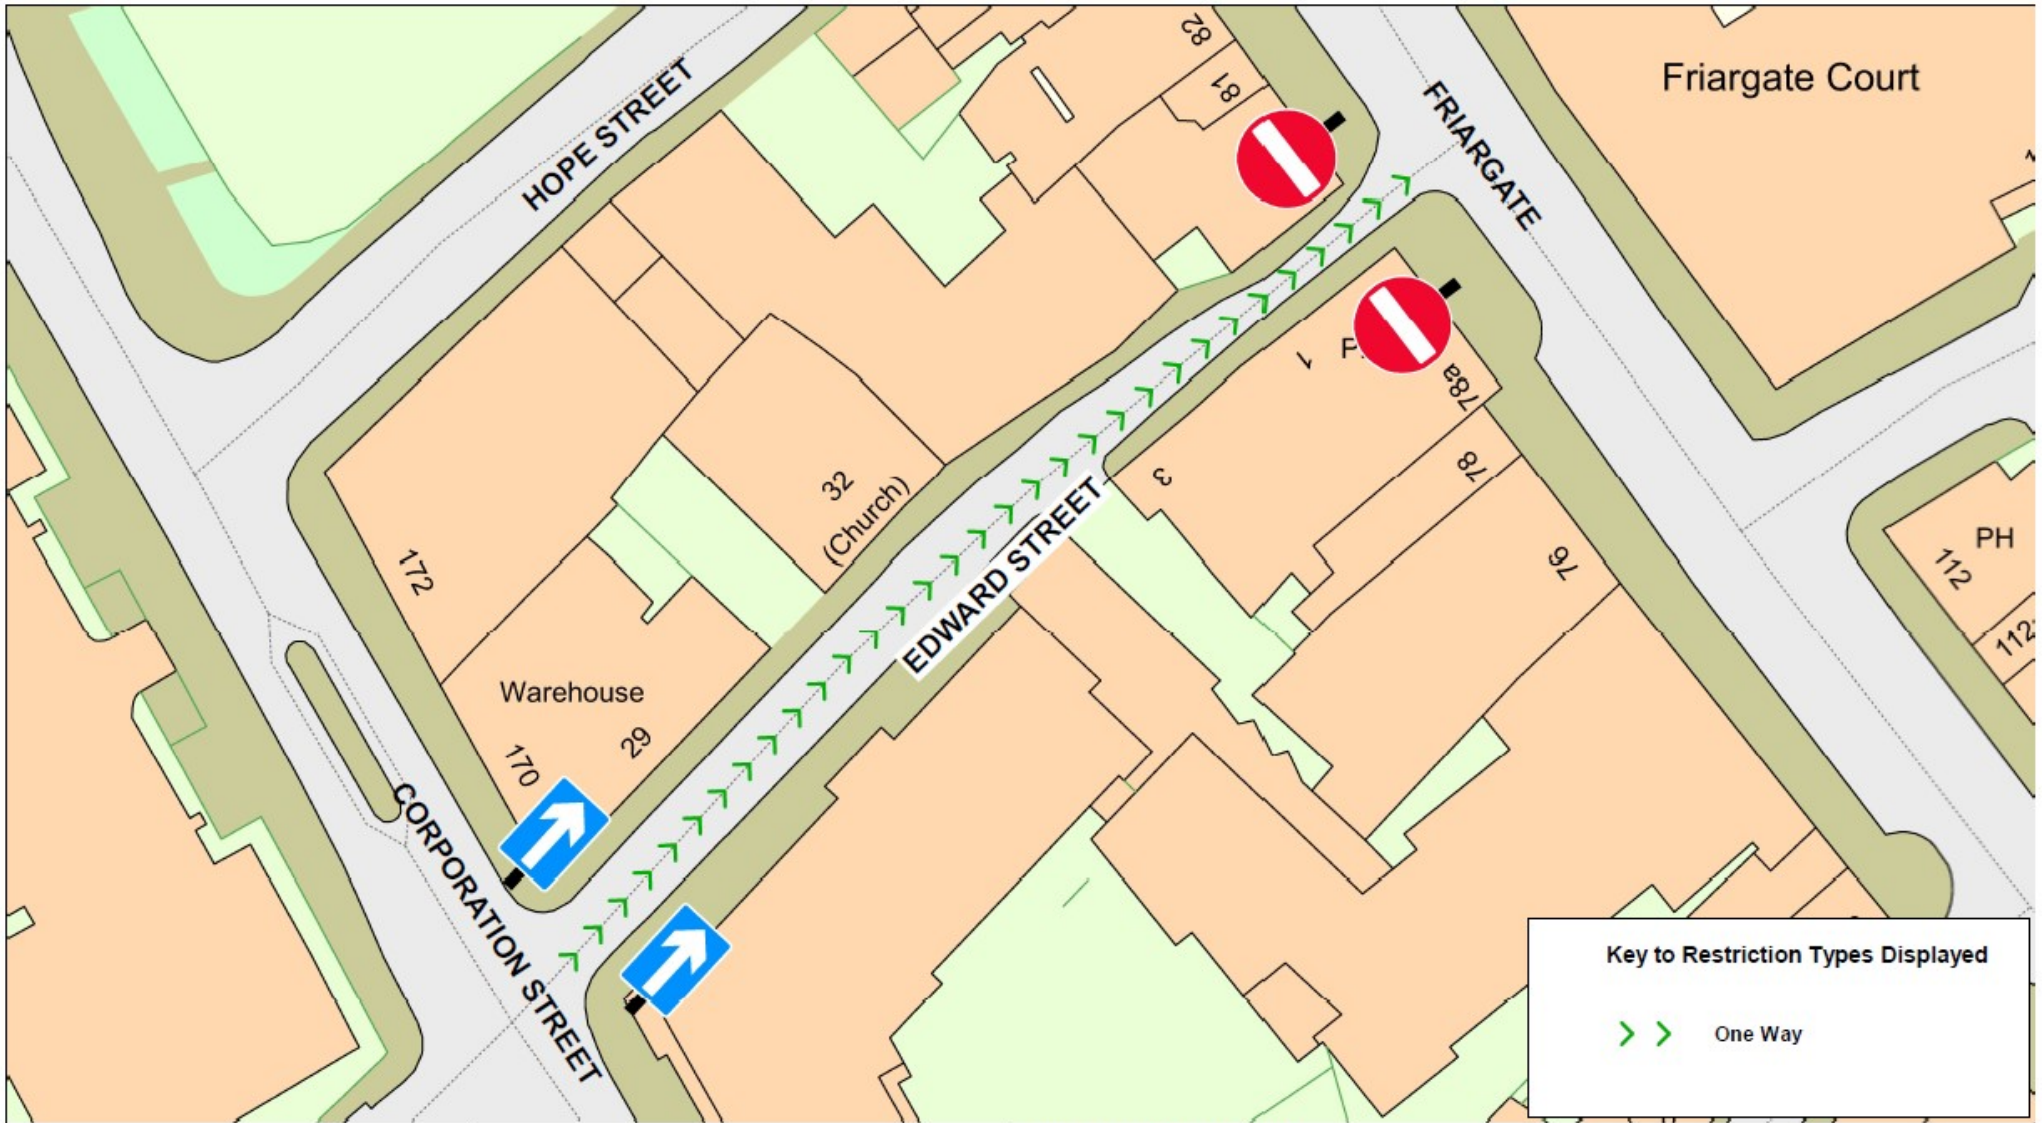 82
81
Friargate Court
FRIARGATE
HOPE STREET
1
78a
78
3
76
32
(Church)
EDWARD STREET
172
Warehouse
29
170
CORPORATION STREET
PH
112
112
Key to Restriction Types Displayed
One Way